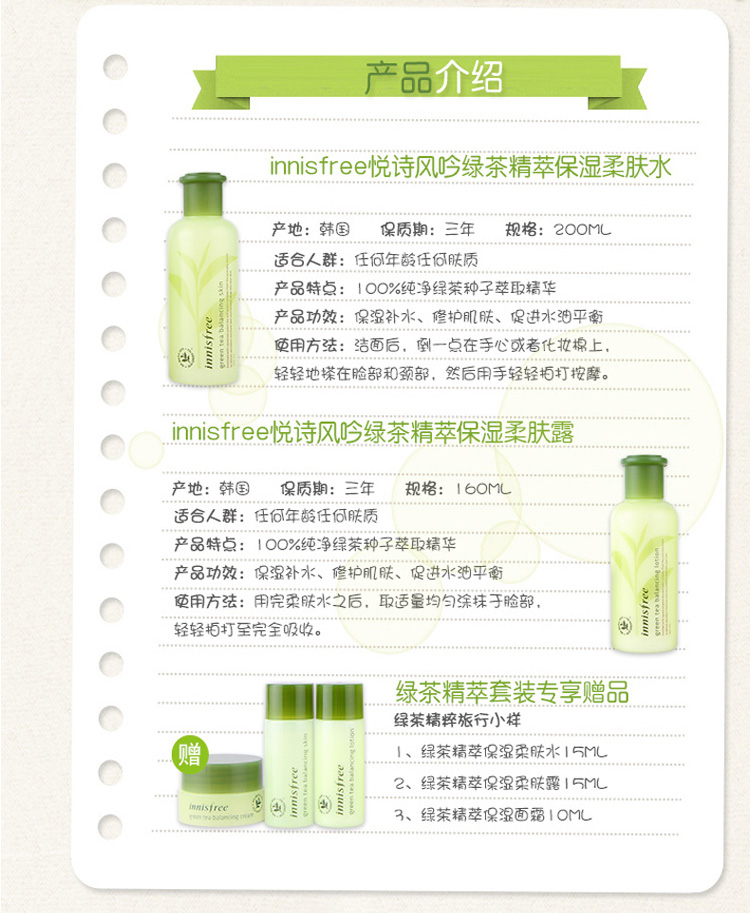 产品介绍
innisfree悦诗风吟绿茶精萃保湿柔肤水
产地：韩国 保质期：三年 规格：200ML
适合人群：任何年龄任何肤质
产品特点：100%纯净绿茶种子萃取精华
产品功效：保湿补水、修护肌肤、促进水油平衡
使用方法：洁面后，倒一点在手心或者化妆棉上，
轻轻地揉在脸部和颈部，然后用手轻轻拍打按摩。
innisfree
green tea balancing skin
innisfree悦诗风吟绿茶精萃保湿柔肤露
产地：韩国 保质期：三年 规格：160ML
适合人群：任何年龄任何肤质
产品特点：100%纯净绿茶种子萃取精华
产品功效：保湿补水、修护肌肤、促进水油平衡
使用方法：用完柔肤水之后，取适量均匀涂抹于脸部，
轻轻拍打至完全吸收。
innisfree
green tea balancing lotion
绿茶精萃套装专享赠品
绿茶精粹旅行小样
1、绿茶精萃保湿柔肤水15ML
2、绿茶精萃保湿柔肤露15ML
3、绿茶精萃保湿面霜10ML
赠
innisfree
green tea balancing cream
innisfree
green tea balancing skin
innisfree
green tea balancing lotion